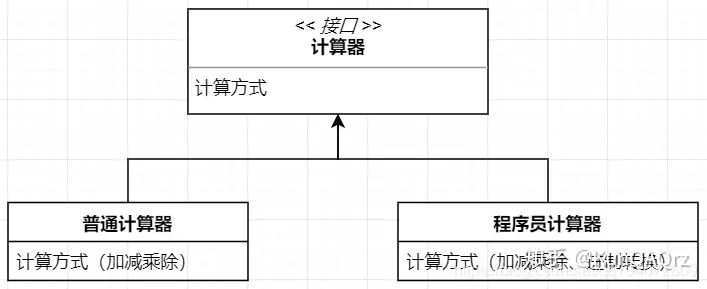 << 接口 >>
计算器
计算方式
普通计算器
计算方式（加减乘除）
程序员计算器
计算方式（加减乘除、进制转换）
知乎